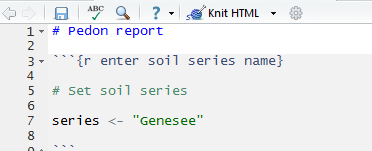 ABC
? Knit HTML
1 # Pedon report
2
3 ```{r enter soil series name}
4
5 # Set soil series
6
7 series <- "Genesee"
8
9 ```